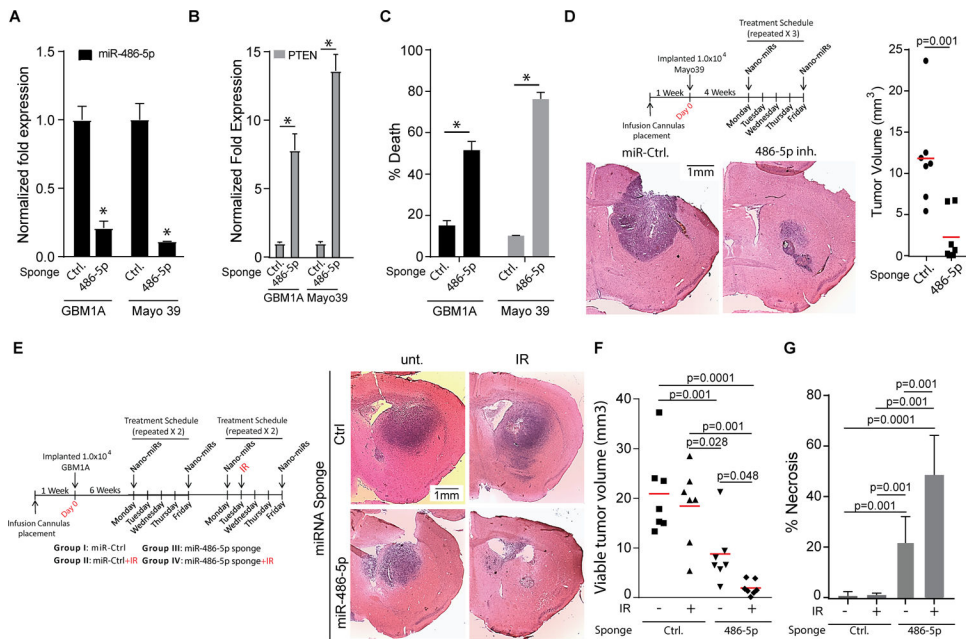 A
Normalized fold expression
1.5
1.0
0.5
0.0
miR-486-5p
*
*
Sponge
Ctrl.
486-5p
Ctrl.
486-5p
GBM1A
Mayo 39
B
Normalized Fold Expression
15
10
5
0
PTEN
*
*
Sponge
Ctrl.
486-5p
Ctrl.
486-5p
GBM1A
Mayo39
C
% Death
100
80
60
40
20
0
*
*
Sponge
Ctrl.
486-5p
Ctrl.
486-5p
GBM1A
Mayo 39
D
Treatment Schedule
(repeated X 3)
Implanted 1.0x10⁴
Mayo39
Nano-miRs
Nano-miRs
1 Week
4 Weeks
Day 0
Monday
Tuesday
Wednesday
Thursday
Friday
Infusion Cannulas
placement
miR-Ctrl.
1mm
486-5p inh.
p=0.001
Tumor Volume (mm³)
25
20
15
10
5
0
Sponge
Ctrl.
486-5p
E
Treatment Schedule
(repeated X 2)
Treatment Schedule
(repeated X 2)
Implanted 1.0x10⁴
GBM1A
Nano-miRs
Nano-miRs
Nano-miRs
IR
Nano-miRs
1 Week
6 Weeks
Day 0
Monday
Tuesday
Wednesday
Thursday
Friday
Monday
Tuesday
Wednesday
Thursday
Friday
Infusion Cannulas
placement
Group I: miR-Ctrl
Group III: miR-486-5p sponge
Group II: miR-Ctrl+IR
Group IV: miR-486-5p sponge+IR
unt.
IR
miRNA Sponge
Ctrl
miR-486-5p
1mm
F
Viable tumor volume (mm3)
40
30
20
10
0
p=0.0001
p=0.001
p=0.001
p=0.028
p=0.048
IR
-
+
-
+
Sponge
Ctrl.
486-5p
G
% Necrosis
80
60
40
20
0
p=0.001
p=0.001
p=0.0001
p=0.001
p=0.001
IR
-
+
-
+
Sponge
Ctrl.
486-5p